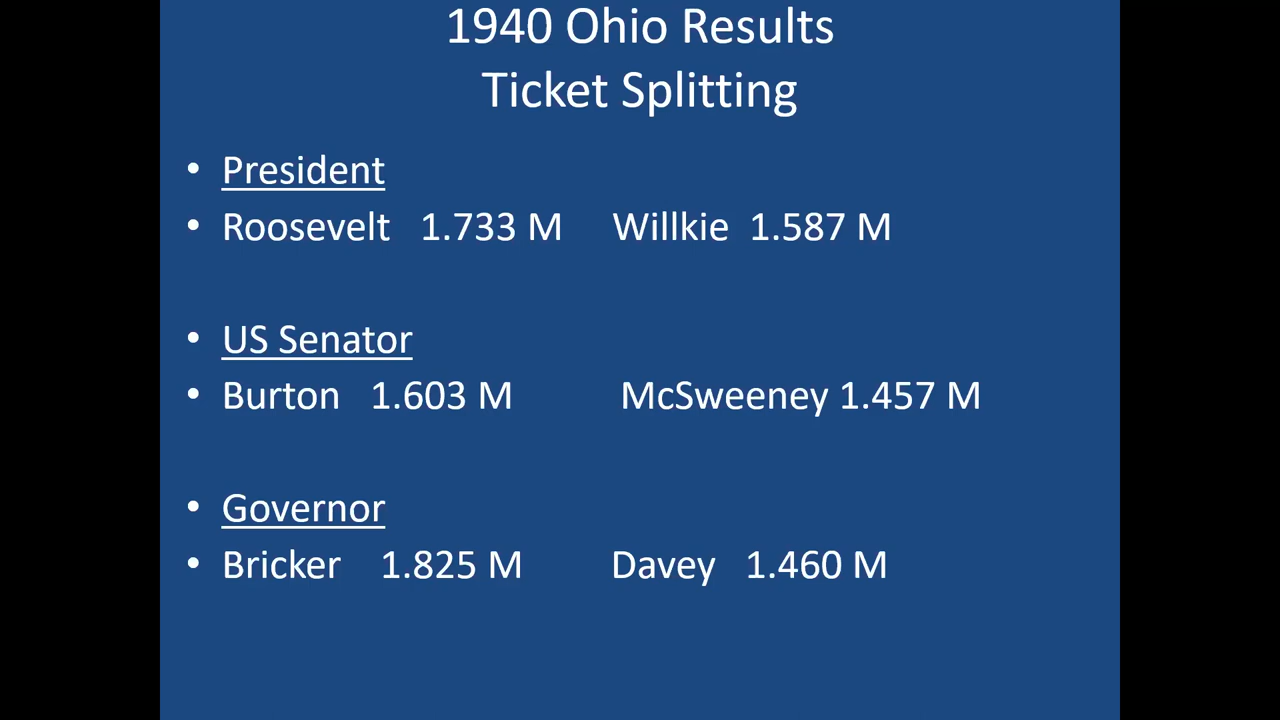 1940 Ohio Results
Ticket Splitting
• President
• Roosevelt 1.733 M Willkie 1.587 M
• US Senator
• Burton 1.603 M McSweeney 1.457 M
• Governor
• Bricker 1.825 M Davey 1.460 M